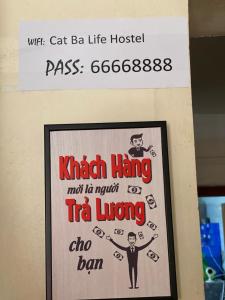 WIFI: Cat Ba Life Hostel
PASS: 66668888
Khách Hàng
mới là người
Trả Lương
cho
bạn